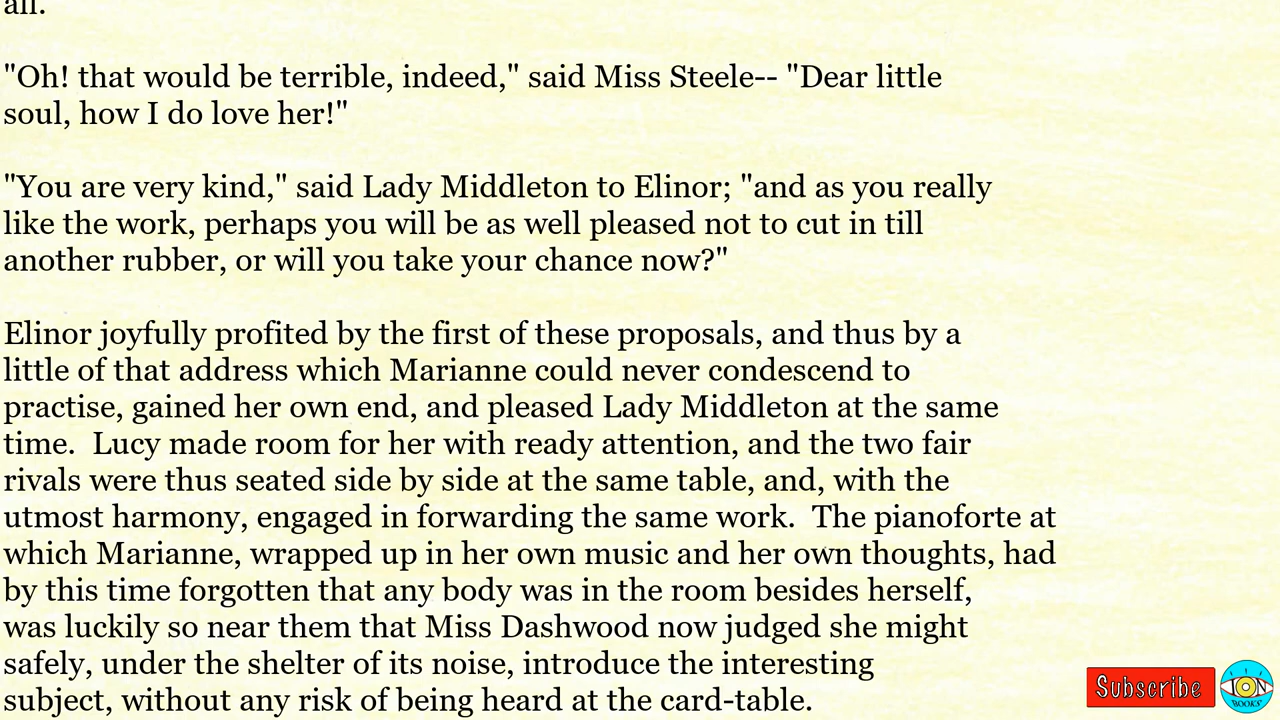 all.
"Oh! that would be terrible, indeed," said Miss Steele-- "Dear little
soul, how I do love her!"
"You are very kind," said Lady Middleton to Elinor; "and as you really
like the work, perhaps you will be as well pleased not to cut in till
another rubber, or will you take your chance now?"
Elinor joyfully profited by the first of these proposals, and thus by a
little of that address which Marianne could never condescend to
practise, gained her own end, and pleased Lady Middleton at the same
time.  Lucy made room for her with ready attention, and the two fair
rivals were thus seated side by side at the same table, and, with the
utmost harmony, engaged in forwarding the same work.  The pianoforte at
which Marianne, wrapped up in her own music and her own thoughts, had
by this time forgotten that any body was in the room besides herself,
was luckily so near them that Miss Dashwood now judged she might
safely, under the shelter of its noise, introduce the interesting
subject, without any risk of being heard at the card-table.
Subscribe
ION
BOOKS